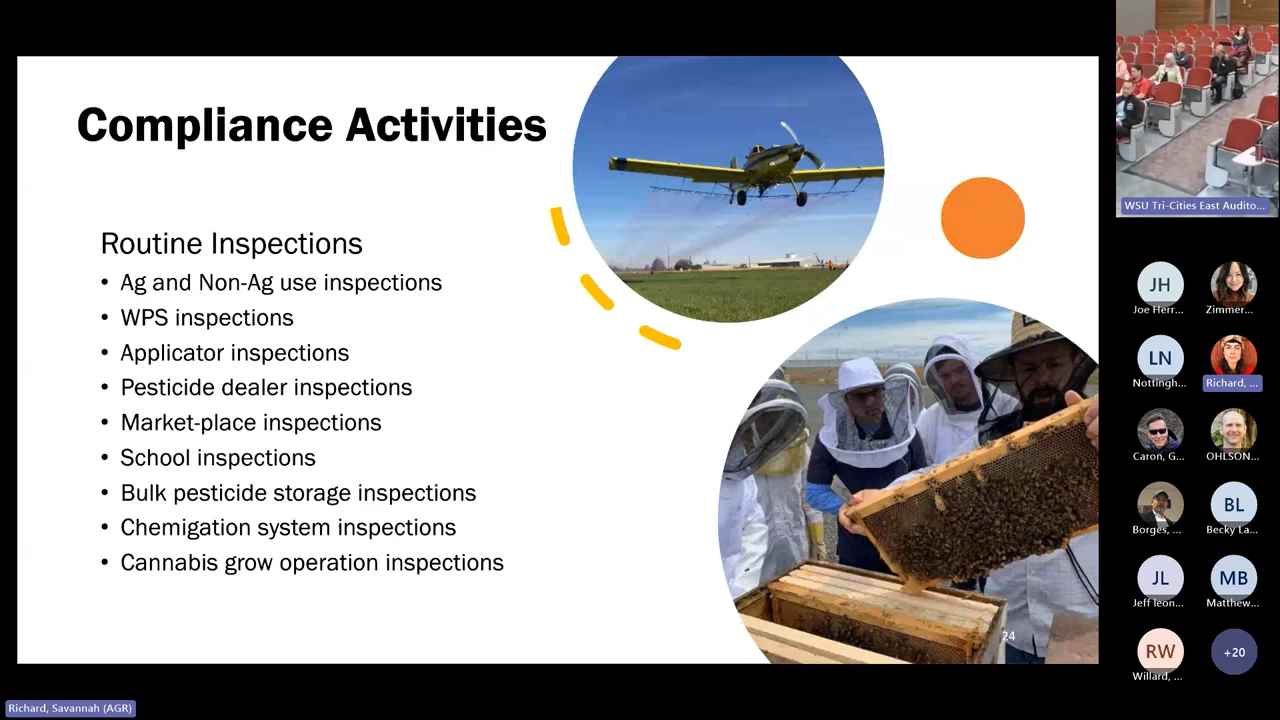 Compliance Activities
Routine Inspections
• Ag and Non-Ag use inspections
• WPS inspections
• Applicator inspections
• Pesticide dealer inspections
• Market-place inspections
• School inspections
• Bulk pesticide storage inspections
• Chemigation system inspections
• Cannabis grow operation inspections
24
WSU Tri-Cities East Audito...
JH
Joe Herr...
Zimmer...
LN
Nottingh...
Richard, ...
Caron, G...
OHLSON...
Borges, ...
BL
Becky La...
JL
Jeff leon...
MB
Matthew...
RW
Willard, ...
+20
Richard, Savannah (AGR)